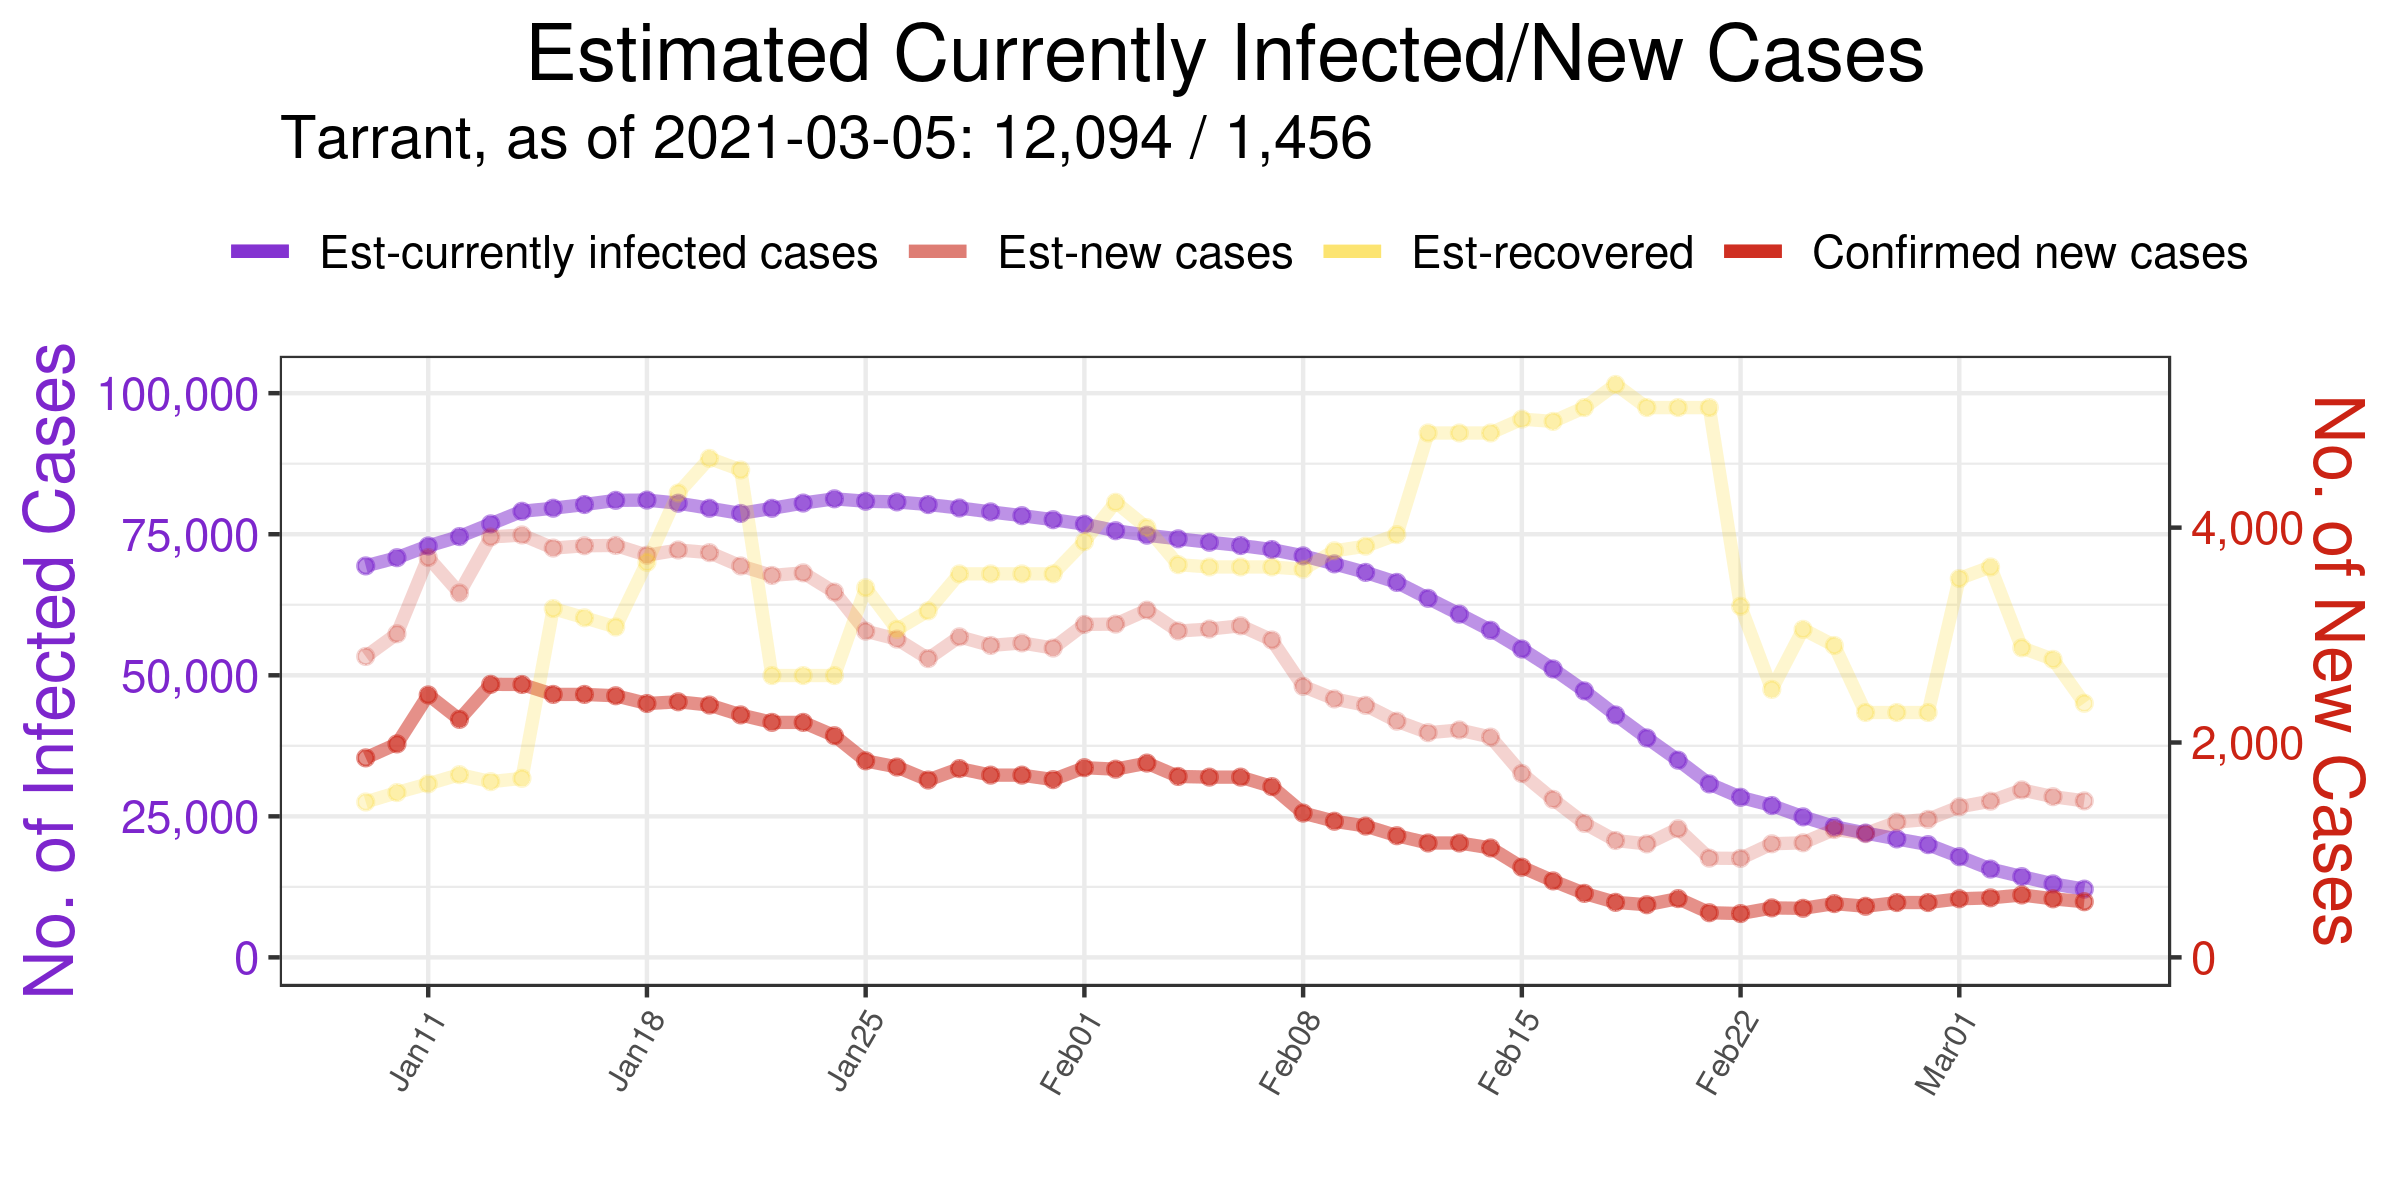 Estimated Currently Infected/New Cases
Tarrant, as of 2021-03-05: 12,094 / 1,456
Est-currently infected cases Est-new cases Est-recovered Confirmed new cases
No. of Infected Cases
100,000
75,000
50,000
25,000
0
4,000
2,000
0
No. of New Cases
Jan11 Jan18 Jan25 Feb01 Feb08 Feb15 Feb22 Mar01